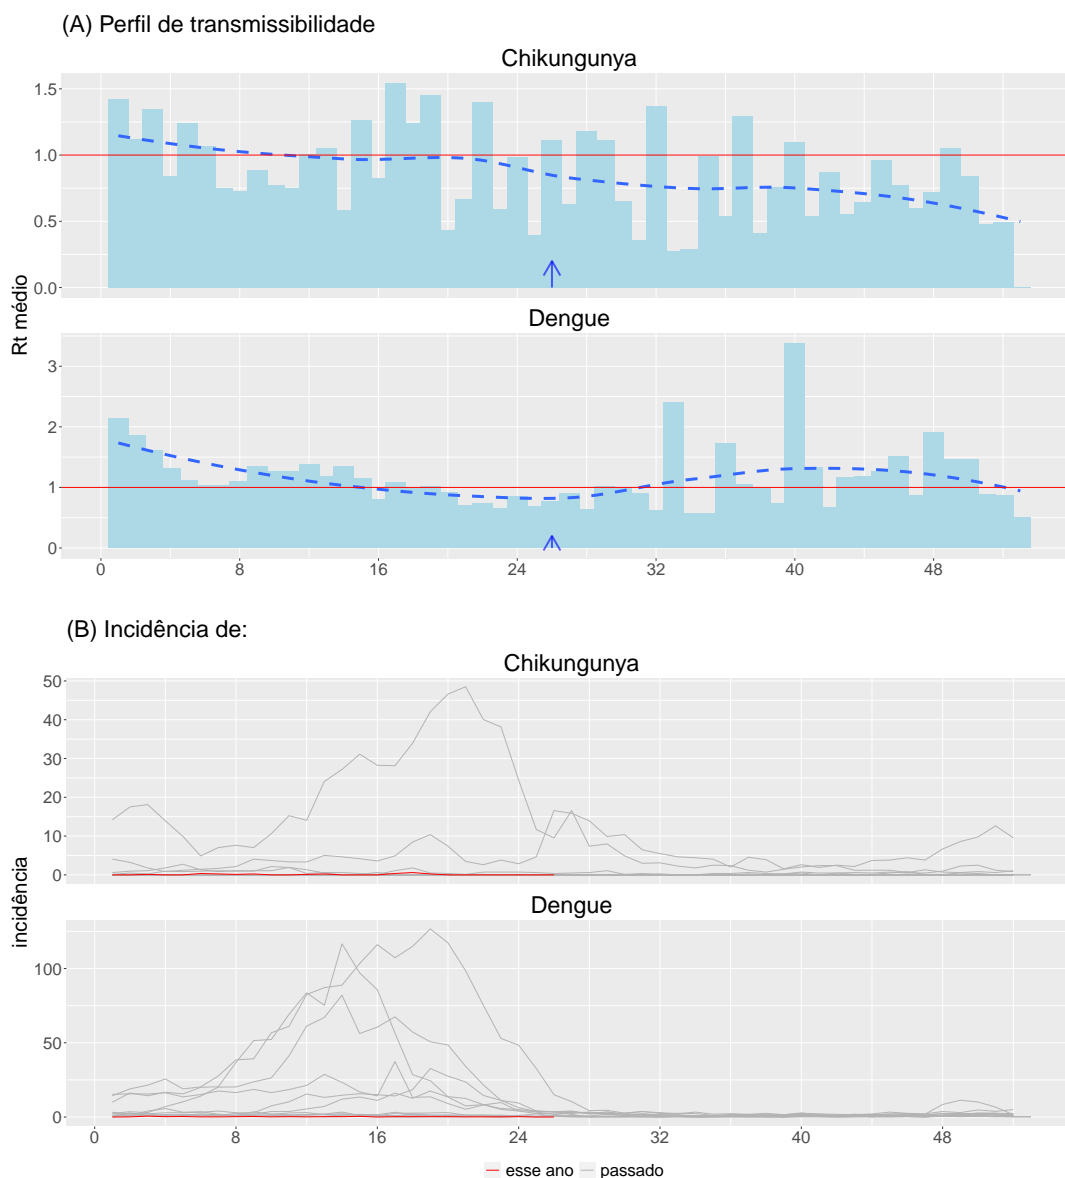 (A) Perfil de transmissibilidade
Chikungunya
1.5
1.0
0.5
0.0
Rt médio
Dengue
3
2
1
0
0 8 16 24 32 40 48
(B) Incidência de:
Chikungunya
50
40
30
20
10
0
incidência
Dengue
100
50
0
0 8 16 24 32 40 48
esse ano passado